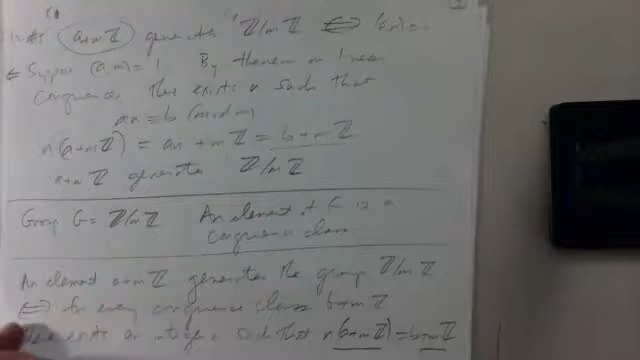 a+mZ generates Z/mZ ⟺ (a,m)=
⇐ Suppose (a,m)=1 By theorem on linear
congruences there exists n such that
an ≡ b (mod m)
n(a+mZ) = an+mZ = b+mZ
a+mZ generates Z/mZ
Group G = Z/mZ An element of G is a
congruence class
An element a+mZ generates the group Z/mZ
⟺ for every congruence class b+mZ
exists an integer n such that n(b+mZ)=b+mZ